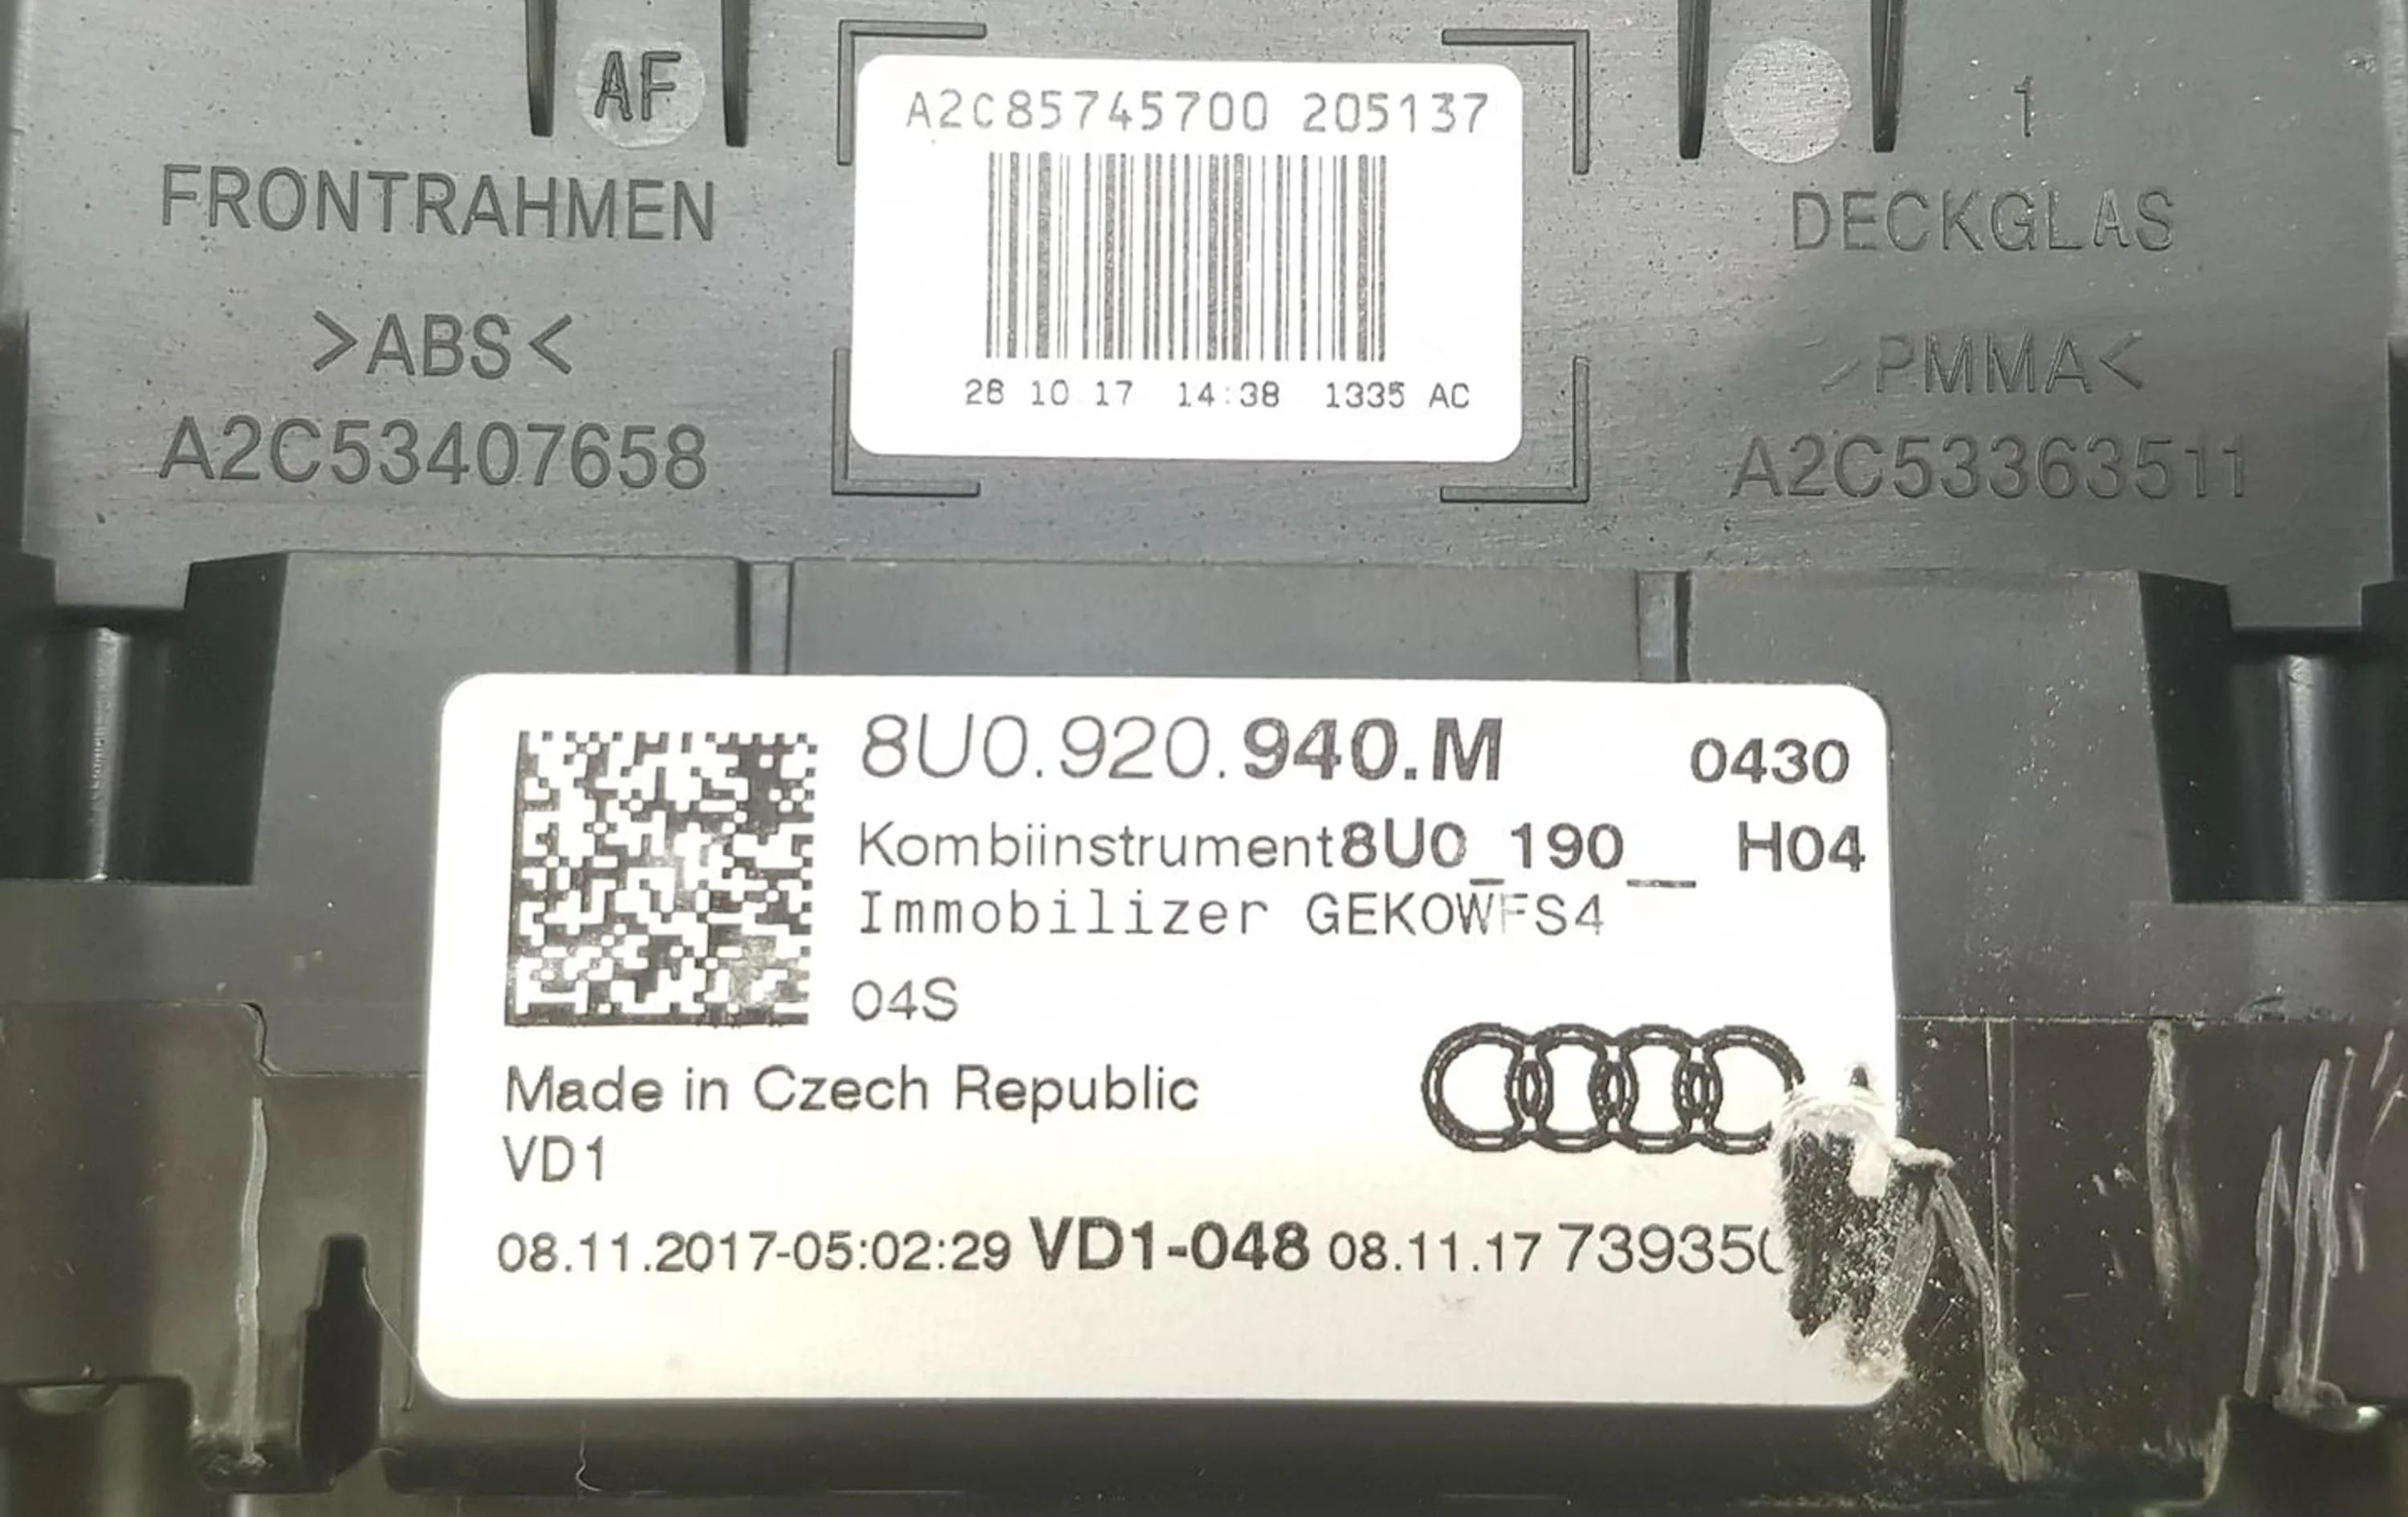 AF
1
A2C85745700 205137
FRONTRAHMEN
DECKGLAS
>ABS<
>PMMA<
28 10 17 14:38 1335 AC
A2C53407658
A2C53363511
8U0.920.940.M 0430
Kombiinstrument8U0_190__ H04
Immobilizer GEKOWFS4
04S
Made in Czech Republic
VD1
08.11.2017-05:02:29 VD1-048 08.11.17